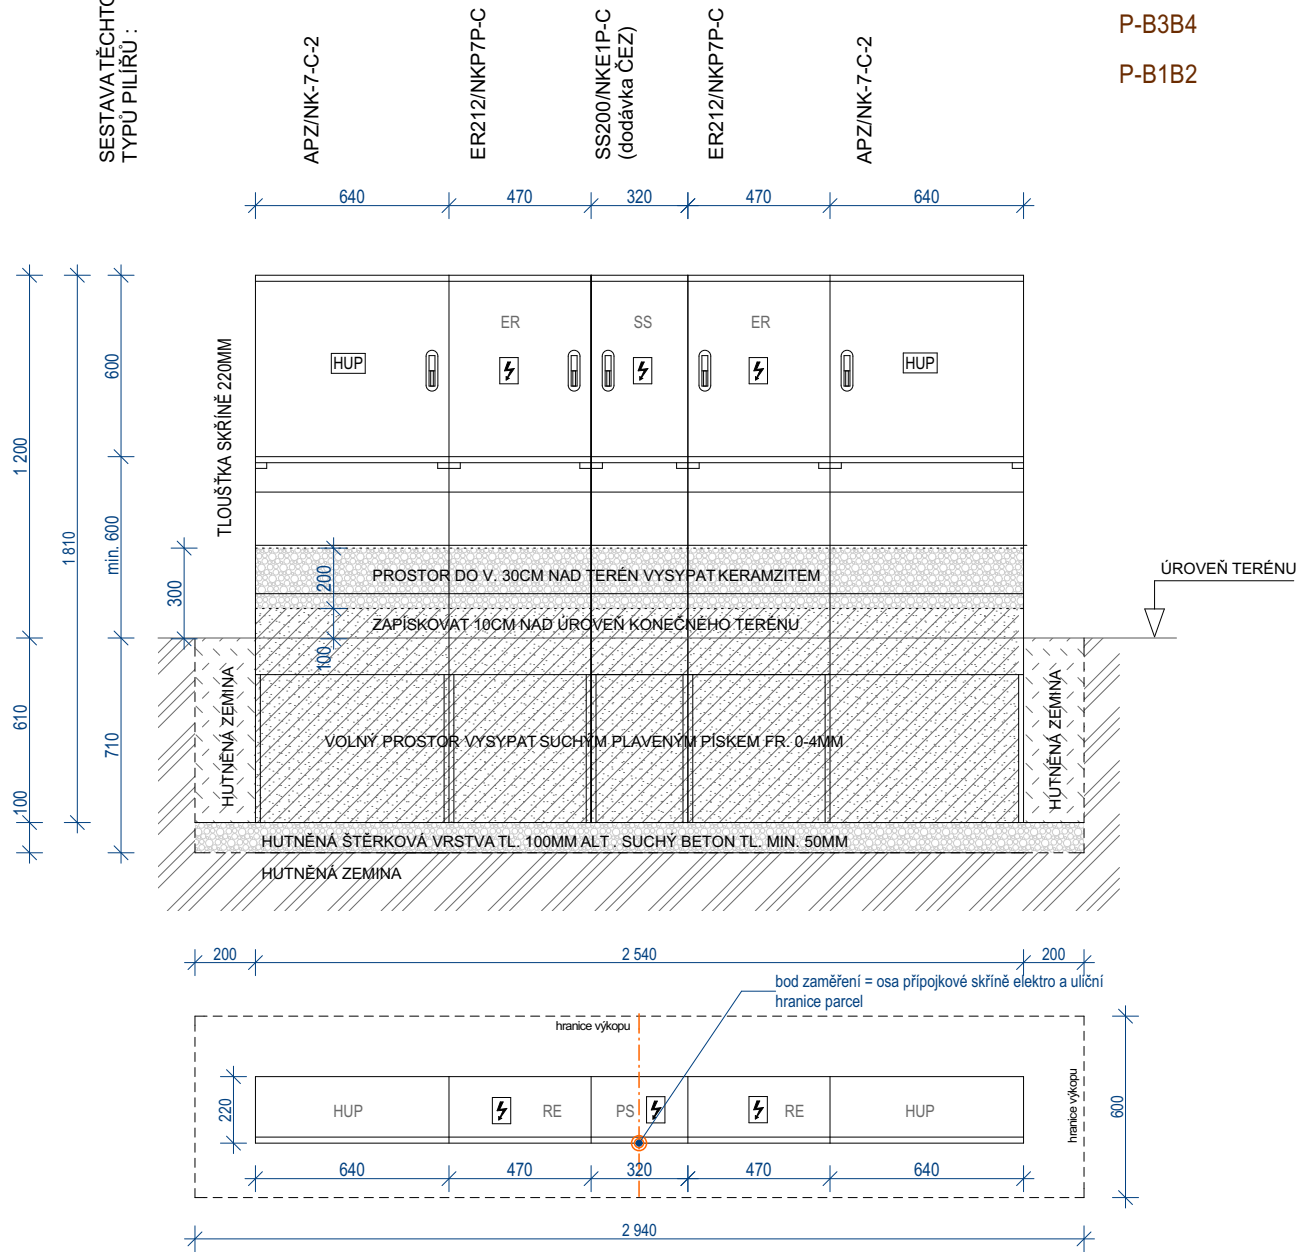 SESTAVA TĚCHTO
TYPŮ PILÍŘŮ :
APZ/NK-7-C-2
ER212/NKP7P-C
SS200/NKE1P-C
(dodávka ČEZ)
ER212/NKP7P-C
APZ/NK-7-C-2
P-B3B4
P-B1B2
640
470
320
470
640
ER
SS
ER
HUP
HUP
TLOUŠŤKA SKŘÍNĚ 220MM
600
1 200
min. 600
1 810
300
200
PROSTOR DO V. 30CM NAD TERÉN VYSYPAT KERAMZITEM
ÚROVEŇ TERÉNU
ZAPÍSKOVAT 10CM NAD ÚROVEŇ KONEČNÉHO TERÉNU
100
HUTNĚNÁ ZEMINA
HUTNĚNÁ ZEMINA
610
710
VOLNÝ PROSTOR VYSYPAT SUCHÝM PLAVENÝM PÍSKEM FR. 0-4MM
100
HUTNĚNÁ ŠTĚRKOVÁ VRSTVA TL. 100MM ALT . SUCHÝ BETON TL. MIN. 50MM
HUTNĚNÁ ZEMINA
200
2 540
200
bod zaměření = osa přípojkové skříně elektro a uliční
hranice parcel
hranice výkopu
220
HUP
RE
PS
RE
HUP
hranice výkopu
600
640
470
320
470
640
2 940